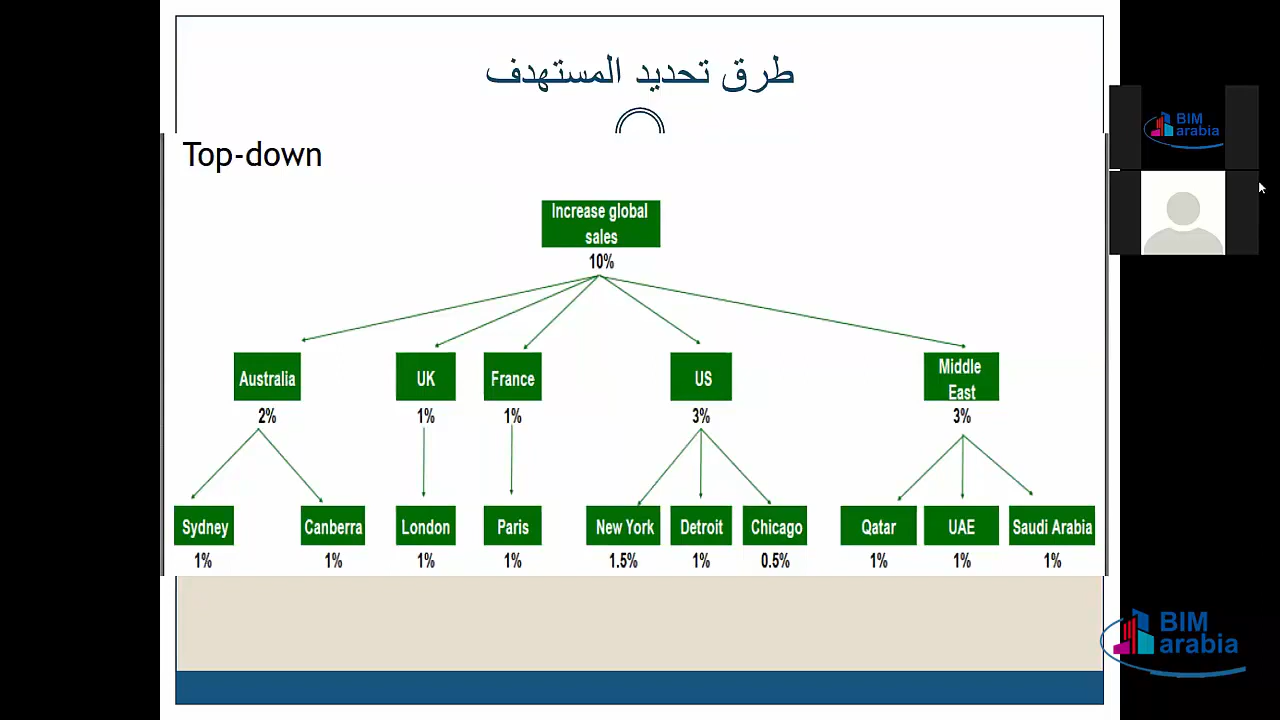 طرق تحديد المستهدف
BIM
arabia
Top-down
Increase global
sales
10%
Australia
UK
France
US
Middle
East
2%
1%
1%
3%
3%
Sydney
Canberra
London
Paris
New York
Detroit
Chicago
Qatar
UAE
Saudi Arabia
1%
1%
1%
1%
1.5%
1%
0.5%
1%
1%
1%
BIM
arabia